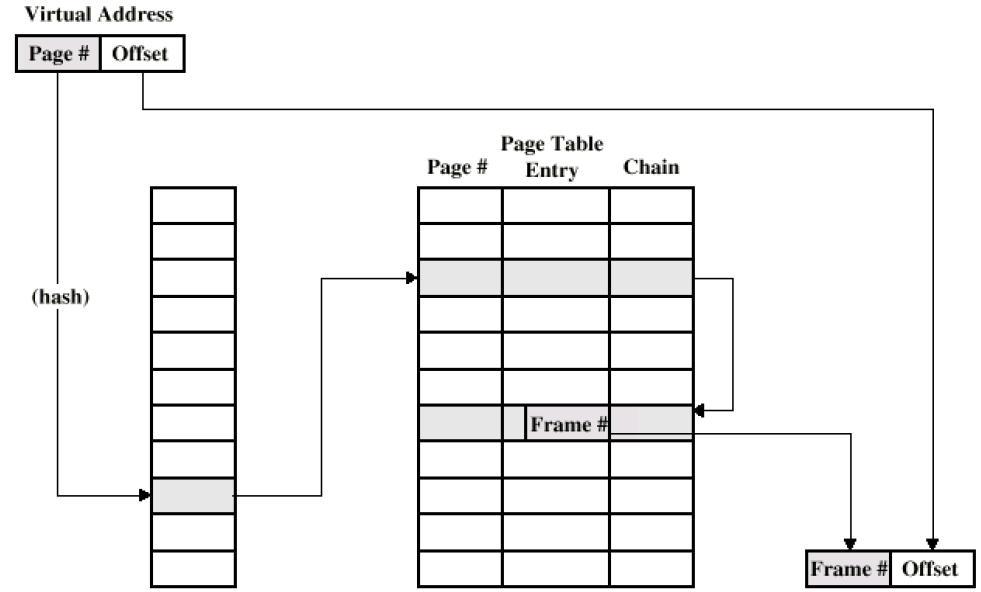 Virtual Address
Page # Offset
Page Table
Page # Entry Chain
(hash)
Frame #
Frame # Offset